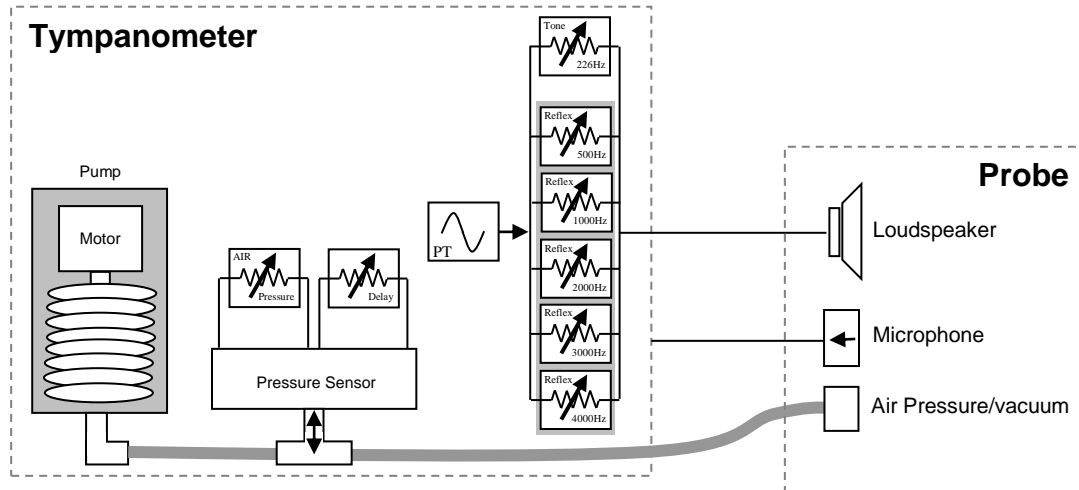 Tympanometer
Tone
226Hz
Reflex
500Hz
Reflex
1000Hz
Reflex
2000Hz
Reflex
3000Hz
Reflex
4000Hz
PT
Pump
Motor
AIR
Pressure
Delay
Pressure Sensor
Probe
Loudspeaker
Microphone
Air Pressure/vacuum